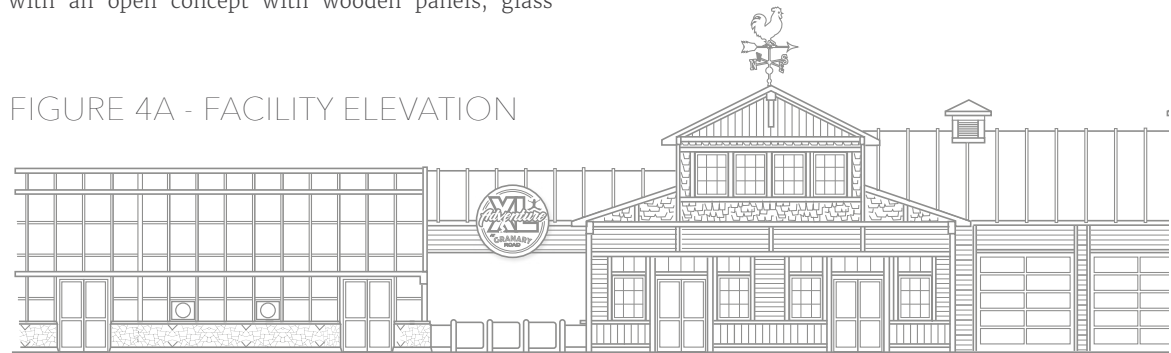 with an open concept with wooden panels, glass
FIGURE 4A - FACILITY ELEVATION
N
S
XL
Adventure
GRANARY
ROAD